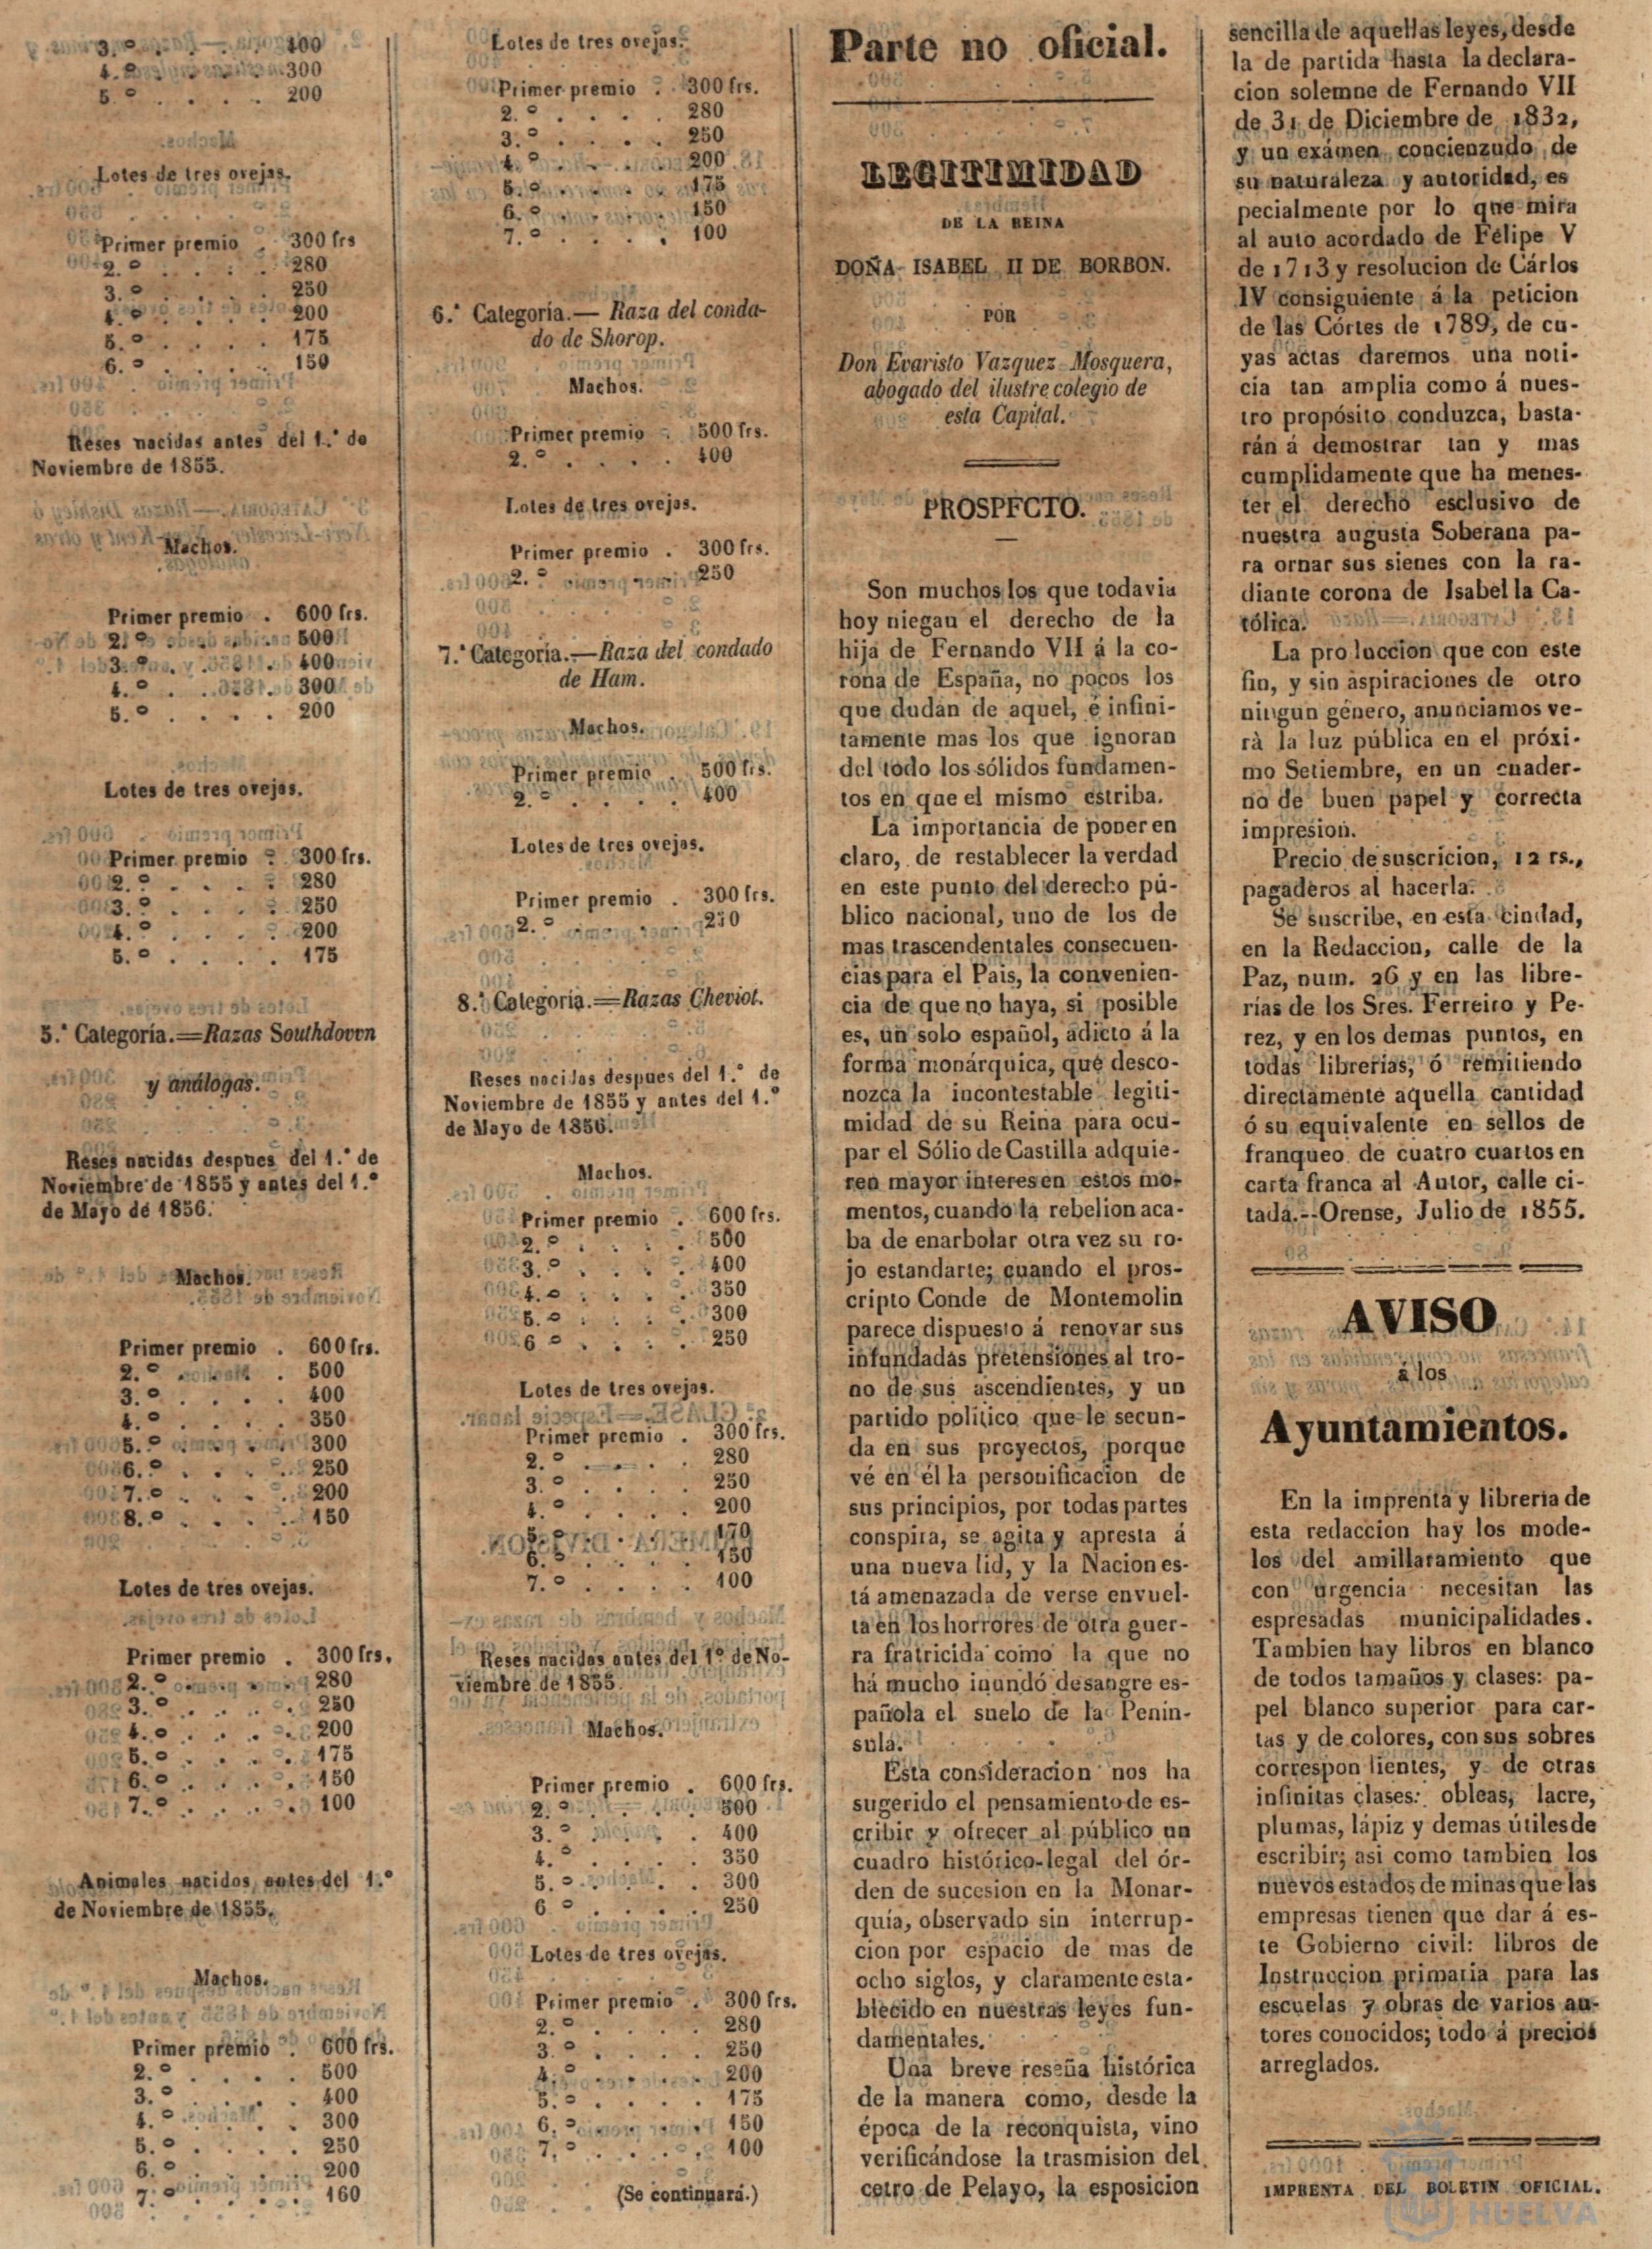 3.º . . . . 400
4.º . . . . 300
5.º . . . . 200
Lotes de tres ovejas.
Primer premio . 300 frs
2.º . . . . 280
3.º . . . . 250
4.º . . . . 200
5.º . . . . 175
6.º . . . . 150
Reses nacidas antes del 1.º de
Noviembre de 1855.
Machos.
Primer premio . 600 frs.
2.º . . . . 500
3.º . . . . 400
4.º . . . . 300
5.º . . . . 200
Lotes de tres ovejas.
Primer premio . 300 frs.
2.º . . . . 280
3.º . . . . 250
4.º . . . . 200
5.º . . . . 175
5.ª Categoría.=Razas Southdovvn
y análogas.
Reses nacidas despues del 1.º de
Noviembre de 1855 y antes del 1.º
de Mayo de 1856.
Machos.
Primer premio . 600 frs.
2.º . . . . 500
3.º . . . . 400
4.º . . . . 350
5.º . . . . 300
6.º . . . . 250
7.º . . . . 200
8.º . . . . 150
Lotes de tres ovejas.
Primer premio . 300 frs.
2.º . . . . 280
3.º . . . . 250
4.º . . . . 200
5.º . . . . 175
6.º . . . . 150
7.º . . . . 100
Animales nacidos antes del 1.º
de Noviembre de 1855.
Machos.
Primer premio . 600 frs.
2.º . . . . 500
3.º . . . . 400
4.º . . . . 300
5.º . . . . 250
6.º . . . . 200
7.º . . . . 160
Lotes de tres ovejas.
Primer premio . 300 frs.
2.º . . . . 280
3.º . . . . 250
4.º . . . . 200
5.º . . . . 175
6.º . . . . 150
7.º . . . . 100
6.ª Categoría.— Raza del conda-
do de Shorop.
Machos.
Primer premio . 500 frs.
2.º . . . . 400
Lotes de tres ovejas.
Primer premio . 300 frs.
2.º . . . . 250
7.ª Categoría.—Raza del condado
de Ham.
Machos.
Primer premio . 500 frs.
2.º . . . . 400
Lotes de tres ovejas.
Primer premio . 300 frs.
2.º . . . . 250
8.ª Categoría.=Razas Cheviot.
Reses nacidas despues del 1.º de
Noviembre de 1855 y antes del 1.º
de Mayo de 1856.
Machos.
Primer premio . 600 frs.
2.º . . . . 500
3.º . . . . 400
4.º . . . . 350
5.º . . . . 300
6 º . . . . 250
Lotes de tres ovejas.
Primer premio . 300 frs.
2.º . . . . 280
3.º . . . . 250
4.º . . . . 200
5.º . . . . 170
6.º . . . . 150
7.º . . . . 100
Reses nacidas antes del 1º de No-
viembre de 1855.
Machos.
Primer premio . 600 frs.
2.º . . . . 500
3.º . . . . 400
4.º . . . . 350
5.º . . . . 300
6 º . . . . 250
Lotes de tres ovejas.
Primer premio . 300 frs.
2.º . . . . 280
3.º . . . . 250
4.º . . . . 200
5.º . . . . 175
6.º . . . . 150
7.º . . . . 100
(Se continuará.)
Parte no oficial.
LEGITIMIDAD
DE LA REINA
DOÑA ISABEL II DE BORBON.
POR
Don Evaristo Vazquez Mosquera,
abogado del ilustre colegio de
esta Capital.
PROSPECTO.
Son muchos los que todavia
hoy niegan el derecho de la
hija de Fernando VII á la co-
rona de España, no pocos los
que dudan de aquel, é infini-
tamente mas los que ignoran
del todo los sólidos fundamen-
tos en que el mismo estriba.
La importancia de poner en
claro, de restablecer la verdad
en este punto del derecho pú-
blico nacional, uno de los de
mas trascendentales consecuen-
cias para el Pais, la convenien-
cia de que no haya, si posible
es, un solo español, adicto á la
forma monárquica, que desco-
nozca la incontestable legiti-
midad de su Reina para ocu-
par el Sólio de Castilla adquie-
ren mayor interes en estos mo-
mentos, cuando la rebelion aca-
ba de enarbolar otra vez su ro-
jo estandarte; cuando el pros-
cripto Conde de Montemolin
parece dispuesto á renovar sus
infundadas pretensiones al tro-
no de sus ascendientes, y un
partido político que le secun-
da en sus proyectos, porque
vé en él la personificacion de
sus principios, por todas partes
conspira, se agita y apresta á
una nueva lid, y la Nacion es-
tá amenazada de verse envuel-
ta en los horrores de otra guer-
ra fratricida como la que no
há mucho inundó de sangre es-
pañola el suelo de la Penin-
sula.
Esta consideracion nos ha
sugerido el pensamiento de es-
cribir y ofrecer al público un
cuadro histórico-legal del ór-
den de sucesion en la Monar-
quía, observado sin interrup-
cion por espacio de mas de
ocho siglos, y claramente esta-
blecido en nuestras leyes fun-
damentales.
Una breve reseña histórica
de la manera como, desde la
época de la reconquista, vino
verificándose la trasmision del
cetro de Pelayo, la esposicion
sencilla de aquellas leyes, desde
la de partida hasta la declara-
cion solemne de Fernando VII
de 31 de Diciembre de 1832,
y un exámen concienzudo de
su naturaleza y autoridad, es
pecialmente por lo que mira
al auto acordado de Felipe V
de 1713 y resolucion de Cárlos
IV consiguiente á la peticion
de las Córtes de 1789, de cu-
yas actas daremos una noti-
cia tan amplia como á nues-
tro propósito conduzca, basta-
rán á demostrar tan y mas
cumplidamente que ha menes-
ter el derecho esclusivo de
nuestra augusta Soberana pa-
ra ornar sus sienes con la ra-
diante corona de Isabel la Ca-
tólica.
La pro luccion que con este
fin, y sin aspiraciones de otro
ningun género, anunciamos ve-
rà la luz pública en el próxi-
mo Setiembre, en un cuader-
no de buen papel y correcta
impresion.
Precio de suscricion, 12 rs.,
pagaderos al hacerla.
Se suscribe, en esta ciudad,
en la Redaccion, calle de la
Paz, num. 26 y en las libre-
rías de los Sres. Ferreiro y Pe-
rez, y en los demas puntos, en
todas librerías, ó remitiendo
directamente aquella cantidad
ó su equivalente en sellos de
franqueo de cuatro cuartos en
carta franca al Autor, calle ci-
tada.--Orense, Julio de 1855.
AVISO
á los
Ayuntamientos.
En la imprenta y libreria de
esta redaccion hay los mode-
los del amillaramiento que
con urgencia necesitan las
espresadas municipalidades.
Tambien hay libros en blanco
de todos tamaños y clases: pa-
pel blanco superior para car-
tas y de colores, con sus sobres
correspon lientes, y de otras
infinitas clases: obleas, lacre,
plumas, lápiz y demas útiles de
escribir; asi como tambien los
nuevos estados de minas que las
empresas tienen que dar á es-
te Gobierno civil: libros de
Instruccion primaria para las
escuelas y obras de varios au-
tores conocidos; todo á precios
arreglados.
IMPRENTA DEL BOLETIN OFICIAL.
HUELVA